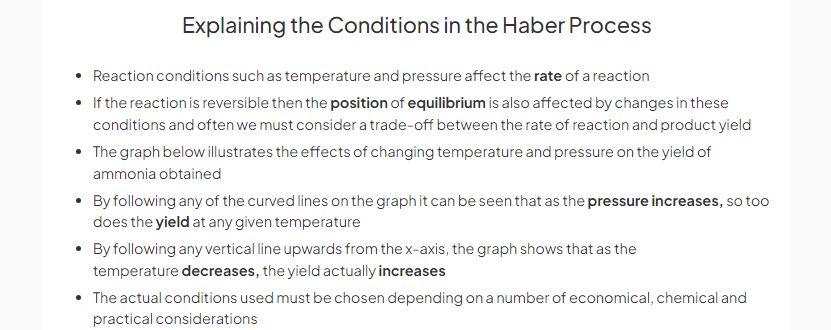 Explaining the Conditions in the Haber Process
Reaction conditions such as temperature and pressure affect the rate of a reaction
If the reaction is reversible then the position of equilibrium is also affected by changes in these
conditions and often we must consider a trade-off between the rate of reaction and product yield
The graph below illustrates the effects of changing temperature and pressure on the yield of
ammonia obtained
By following any of the curved lines on the graph it can be seen that as the pressure increases, so too
does the yield at any given temperature
By following any vertical line upwards from the x-axis, the graph shows that as the
temperature decreases, the yield actually increases
The actual conditions used must be chosen depending on a number of economical, chemical and
practical considerations